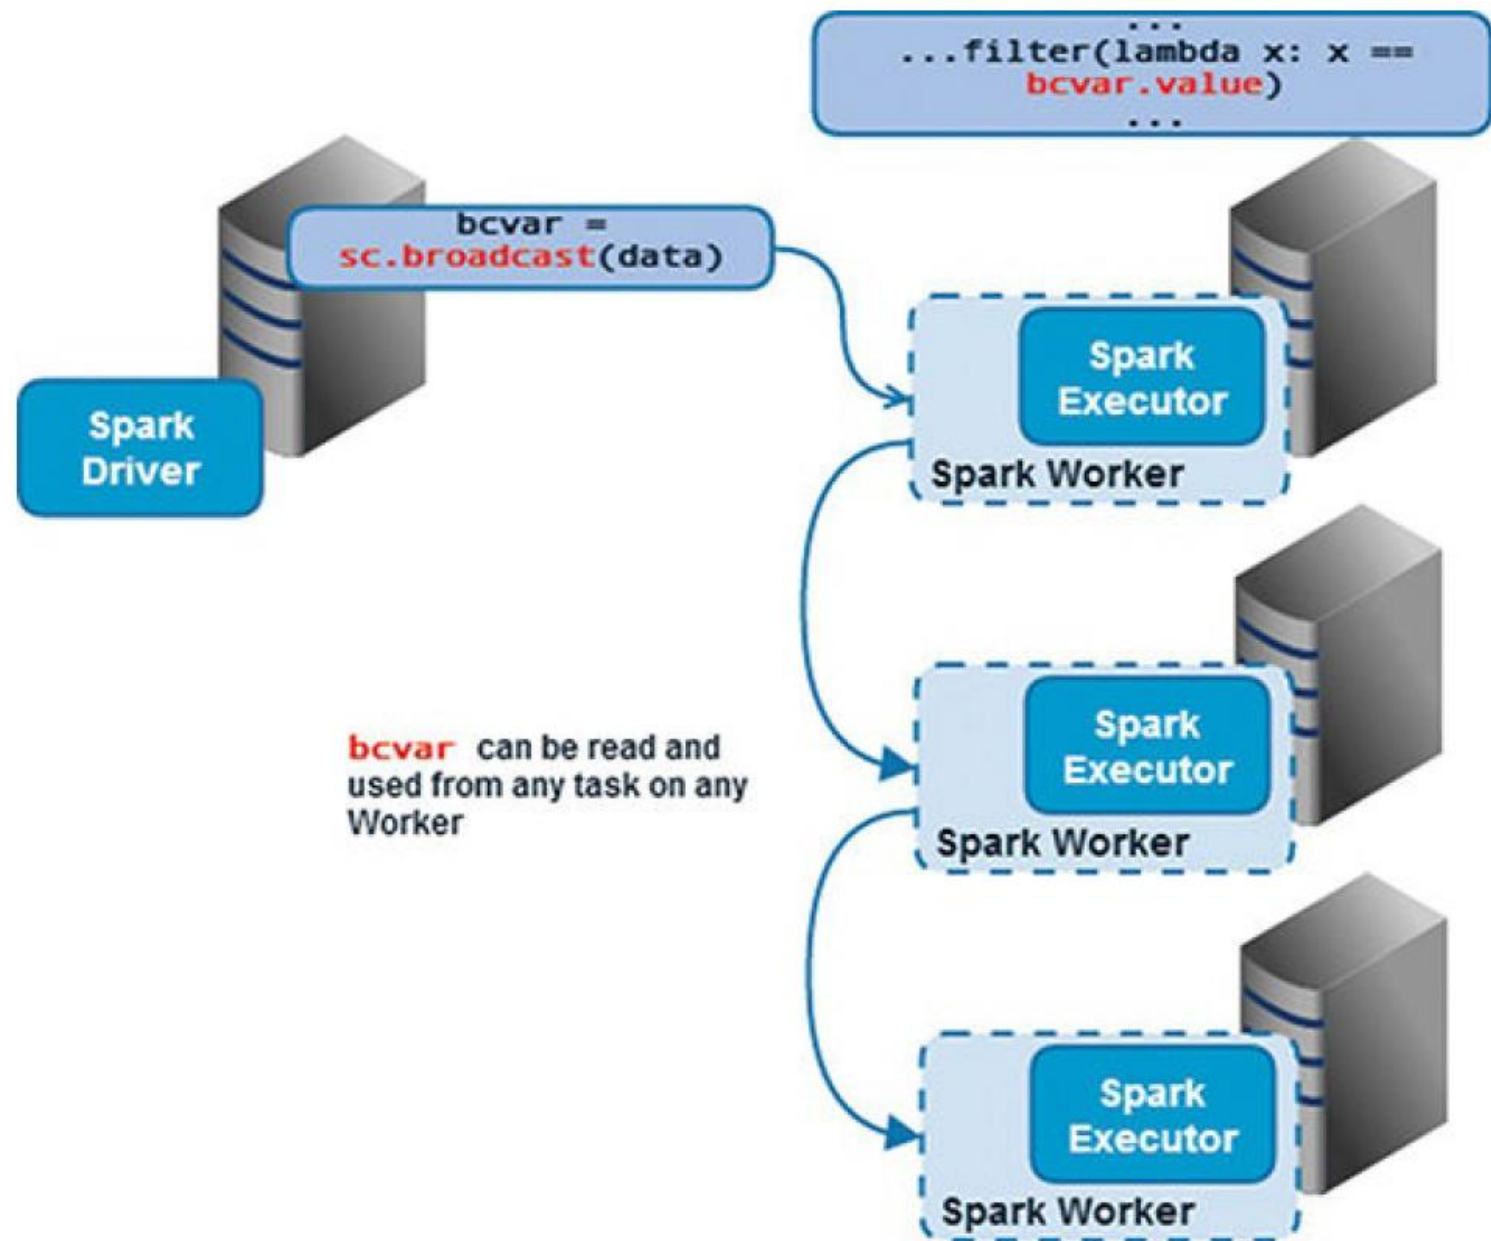 ...
...filter(lambda x: x ==
bcvar.value)
...
bcvar =
sc.broadcast(data)
Spark
Driver
Spark
Executor
Spark Worker
bcvar can be read and
used from any task on any
Worker
Spark
Executor
Spark Worker
Spark
Executor
Spark Worker